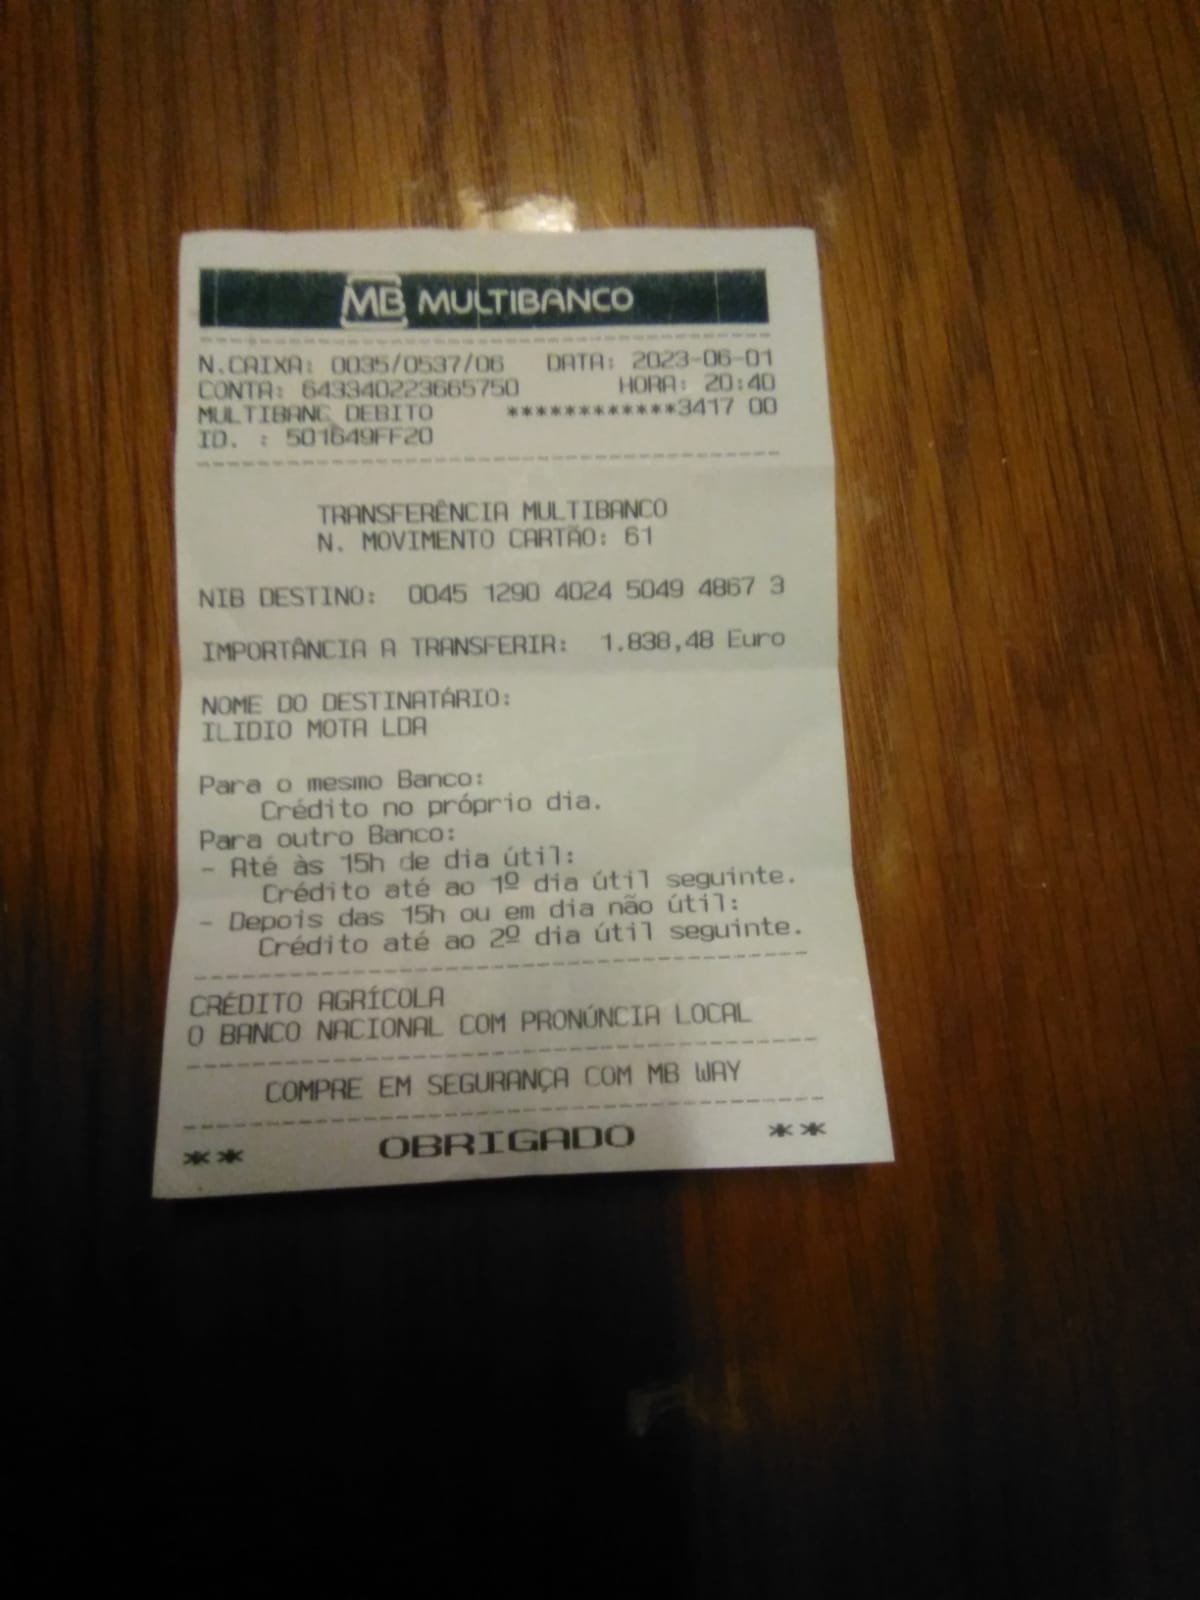 MB MULTIBANCO
N.CAIXA: 0035/0537/06 DATA: 2023-06-01
CONTA: 643340223665750 HORA: 20:40
MULTIBANC DEBITO ************3417 00
ID. : 501649FF20
TRANSFERÊNCIA MULTIBANCO
N. MOVIMENTO CARTÃO: 61
NIB DESTINO: 0045 1290 4024 5049 4867 3
IMPORTÂNCIA A TRANSFERIR: 1.838,48 Euro
NOME DO DESTINATÁRIO:
ILIDIO MOTA LDA
Para o mesmo Banco:
Crédito no próprio dia.
Para outro Banco:
- Até às 15h de dia útil:
Crédito até ao 1º dia útil seguinte.
- Depois das 15h ou em dia não útil:
Crédito até ao 2º dia útil seguinte.
CRÉDITO AGRÍCOLA
O BANCO NACIONAL COM PRONÚNCIA LOCAL
COMPRE EM SEGURANÇA COM MB WAY
** OBRIGADO **